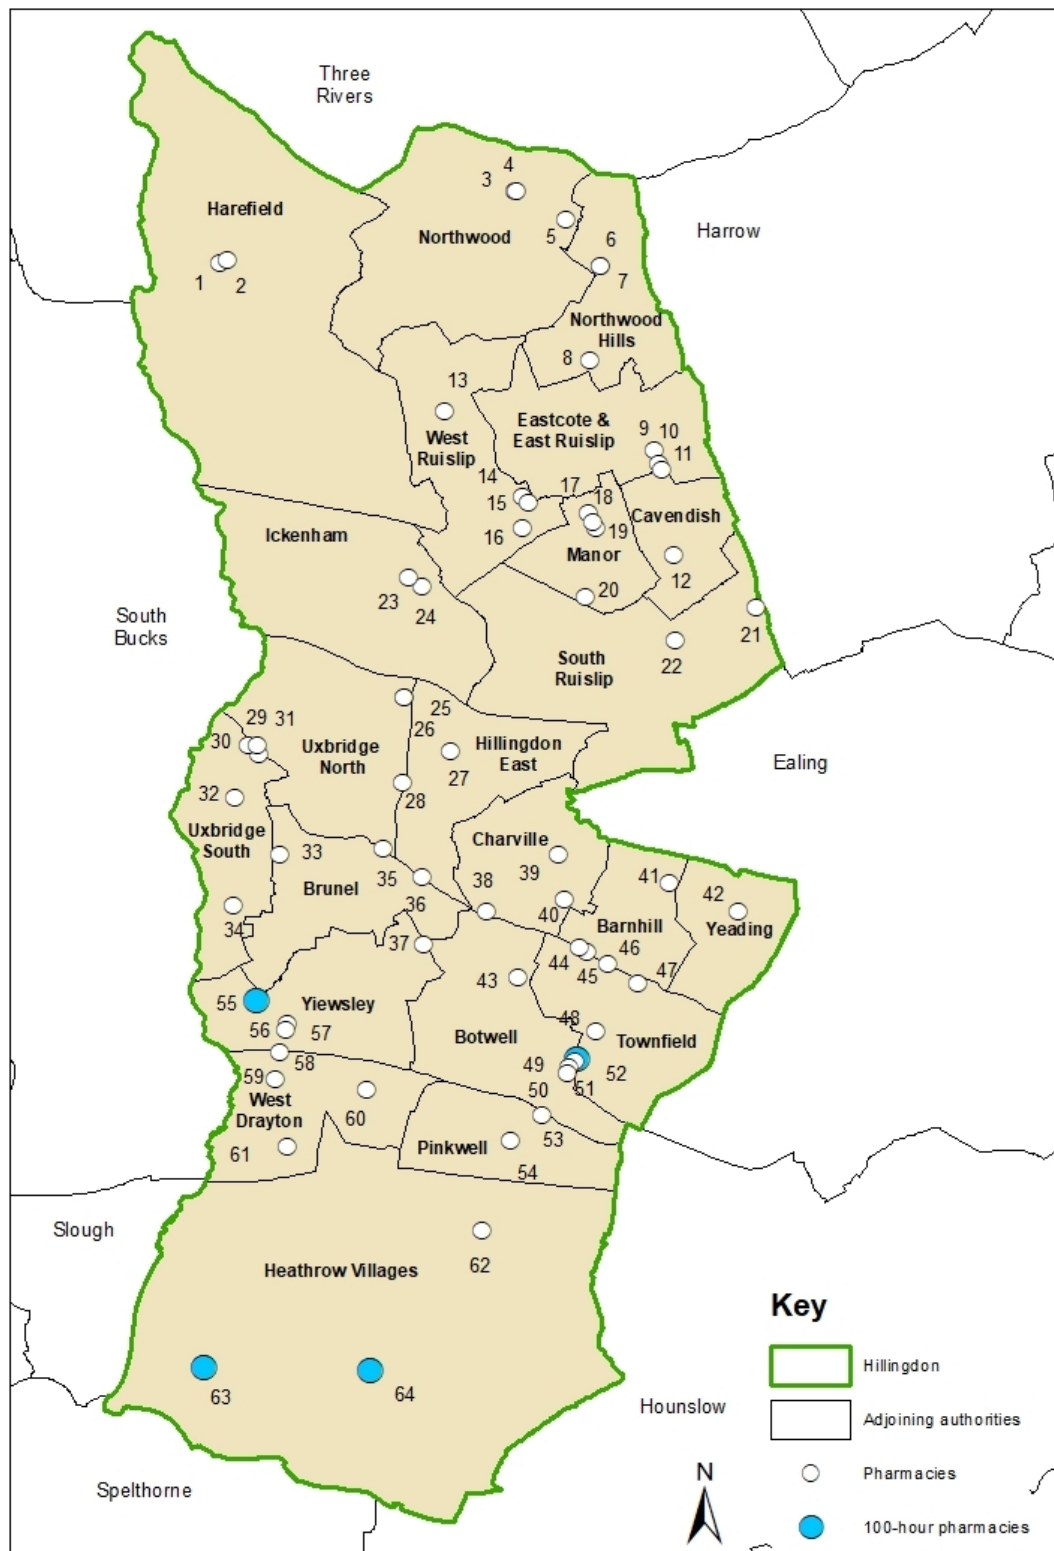 Three
Rivers
4
3
Harefield
5
Northwood
Harrow
6
1
2
7
Northwood
Hills
8
13
Eastcote &
East Ruislip
9 10
West
Ruislip
11
14
17
15
18
Cavendish
16
19
Ickenham
Manor
12
20
23
24
21
South
Bucks
22
South
Ruislip
25
29 31
26
30
Uxbridge
North
Hillingdon
East
Ealing
27
28
32
Uxbridge
South
Charville
33
39
35
41
42
Brunel
38
36
40
34
Barnhill
Yeading
37
44
46
45
47
43
55
Yiewsley
48
56
57
Botwell
Townfield
58
49
52
59
50
51
West
Drayton
60
53
61
Pinkwell
54
Slough
62
Heathrow Villages
Key
Hillingdon
63
64
Hounslow
Adjoining authorities
N
Pharmacies
Spelthorne
100-hour pharmacies